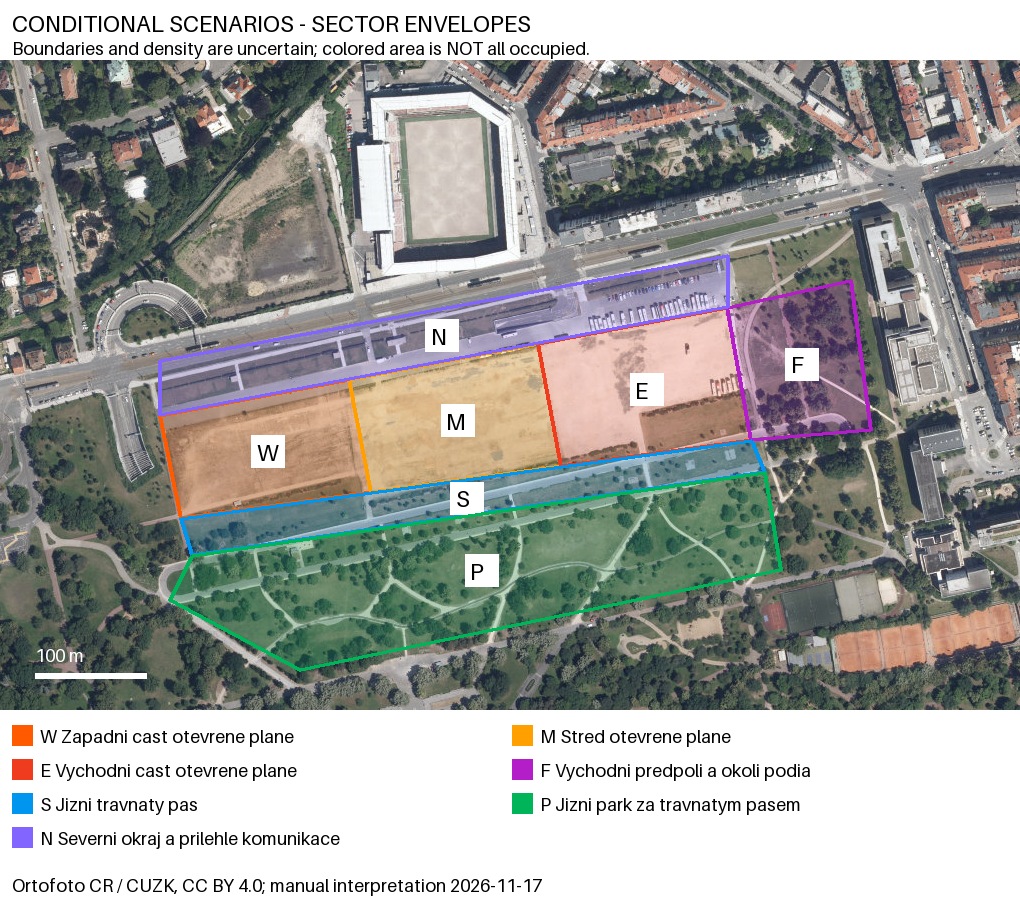 CONDITIONAL SCENARIOS - SECTOR ENVELOPES
Boundaries and density are uncertain; colored area is NOT all occupied.
N
F
E
M
W
S
P
100 m
W Zapadni cast otevrene plane
M Stred otevrene plane
E Vychodni cast otevrene plane
F Vychodni predpoli a okoli podia
S Jizni travnaty pas
P Jizni park za travnatym pasem
N Severni okraj a prilehle komunikace
Ortofoto CR / CUZK, CC BY 4.0; manual interpretation 2026-11-17